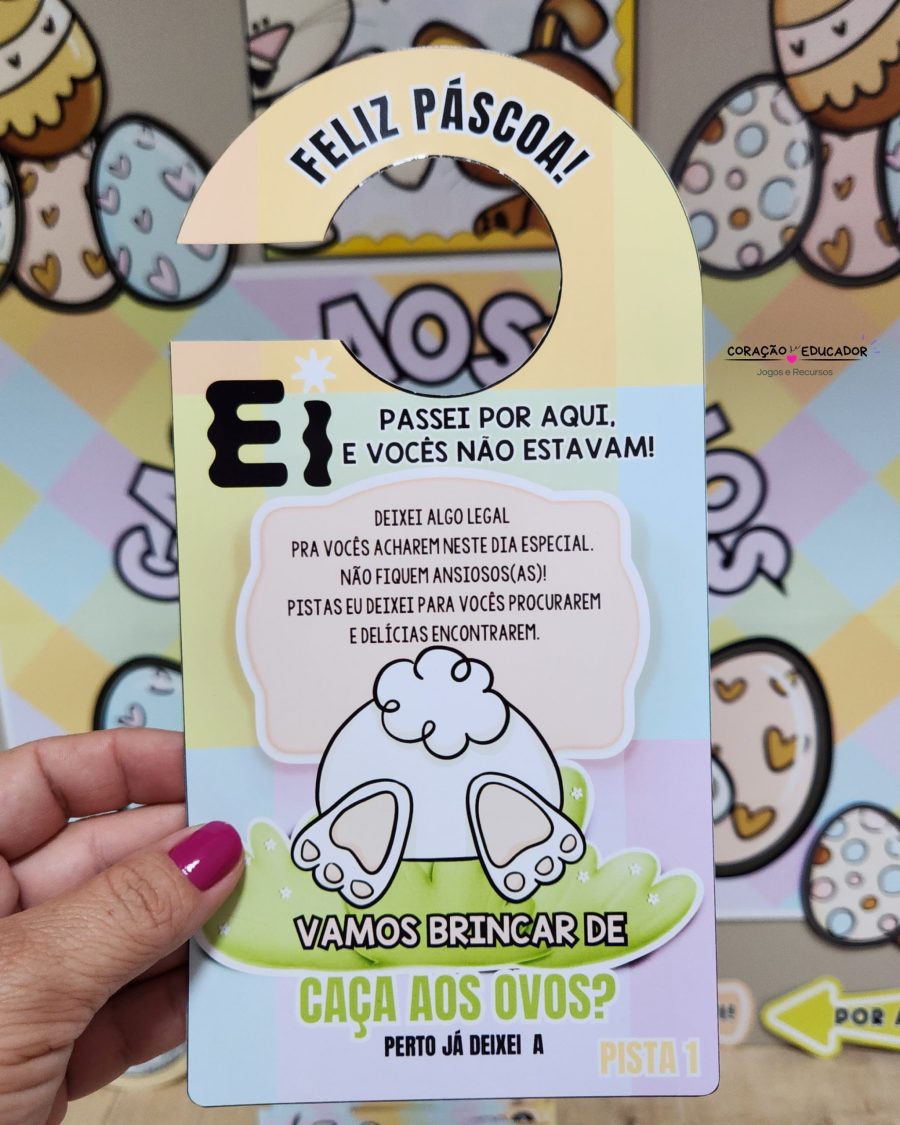 FELIZ PÁSCOA!
AOS
CORAÇÃO EDUCADOR
Jogos e Recursos
Ei
PASSEI POR AQUI,
E VOCÊS NÃO ESTAVAM!
DEIXEI ALGO LEGAL
PRA VOCÊS ACHAREM NESTE DIA ESPECIAL.
NÃO FIQUEM ANSIOSOS(AS)!
PISTAS EU DEIXEI PARA VOCÊS PROCURAREM
E DELÍCIAS ENCONTRAREM.
VAMOS BRINCAR DE
CAÇA AOS OVOS?
PERTO JÁ DEIXEI A
PISTA 1
POR A